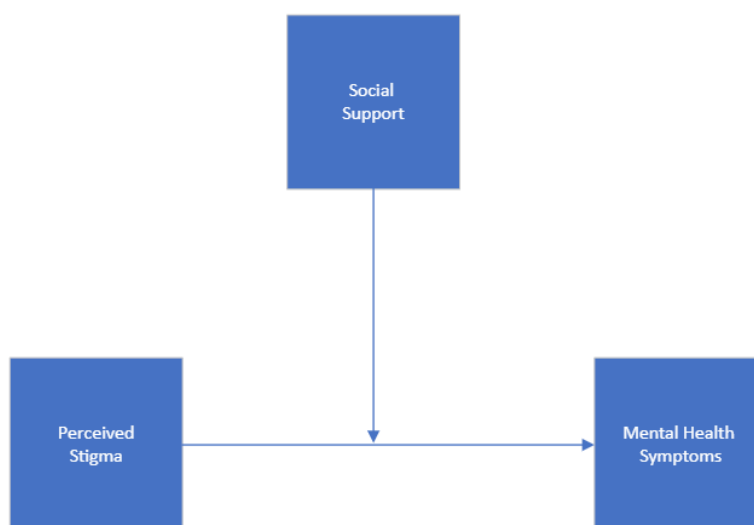 Social
Support
Perceived
Stigma
Mental Health
Symptoms